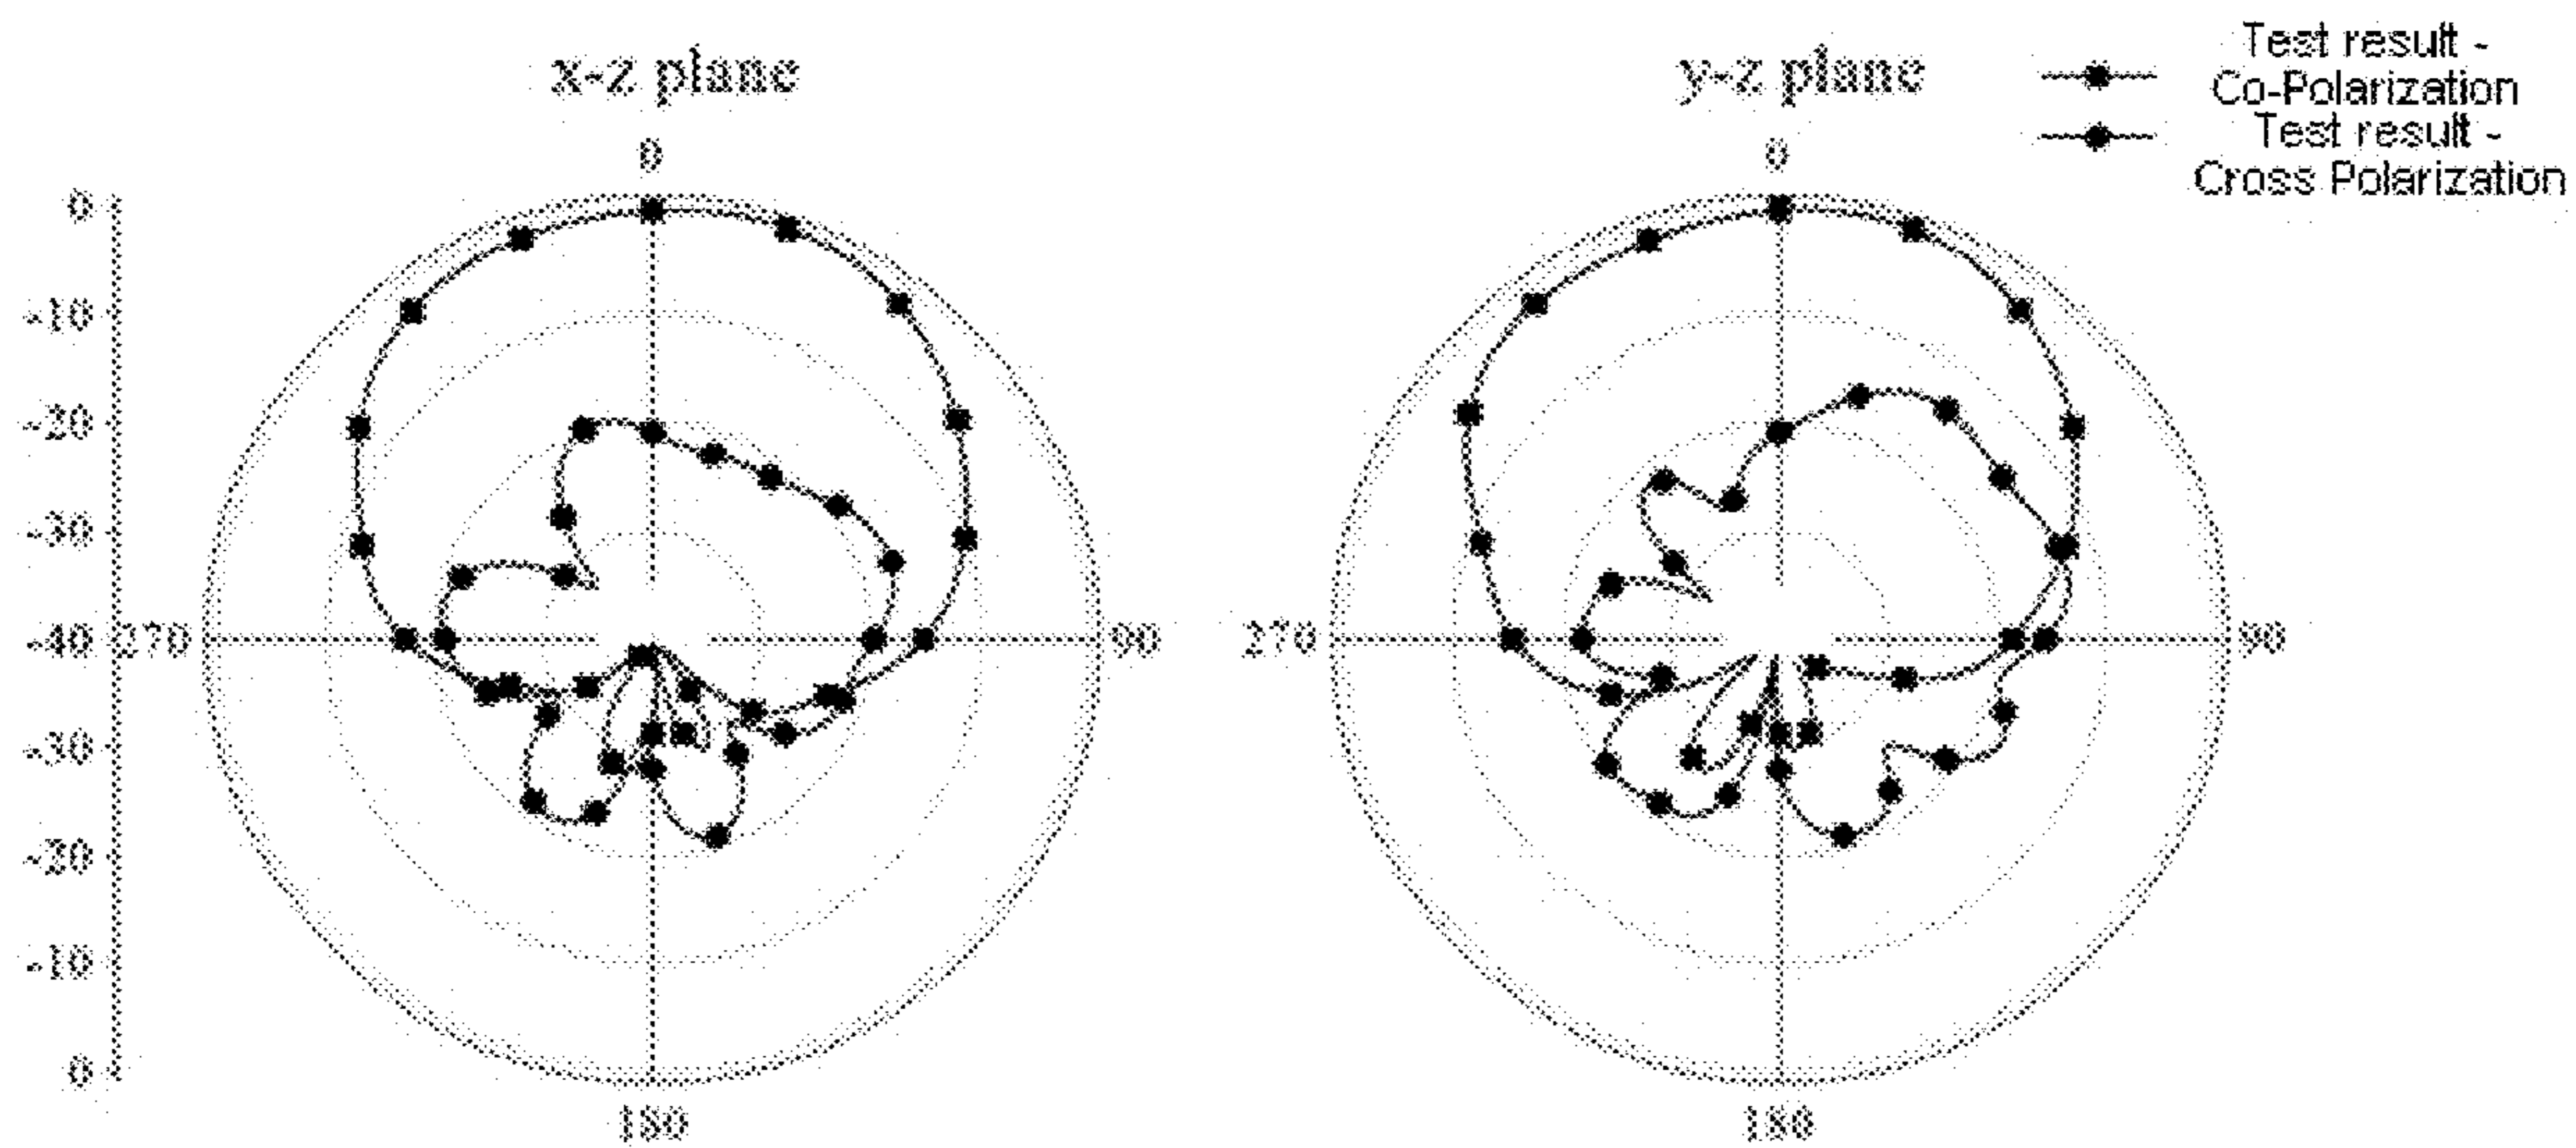 x-z plane
y-z plane
Test result -
Co-Polarization
Test result -
Cross Polarization
0
0
0
-10
-20
-30
-40
-30
-20
-10
0
270
90
270
90
180
180